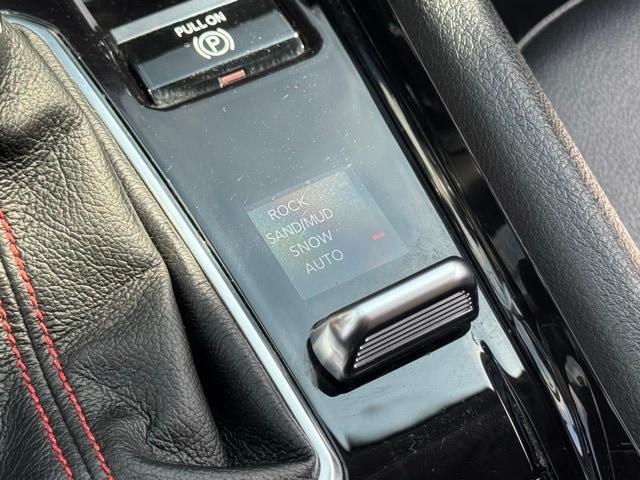 PULL ON
(P)
ROCK
SAND/MUD
SNOW
AUTO